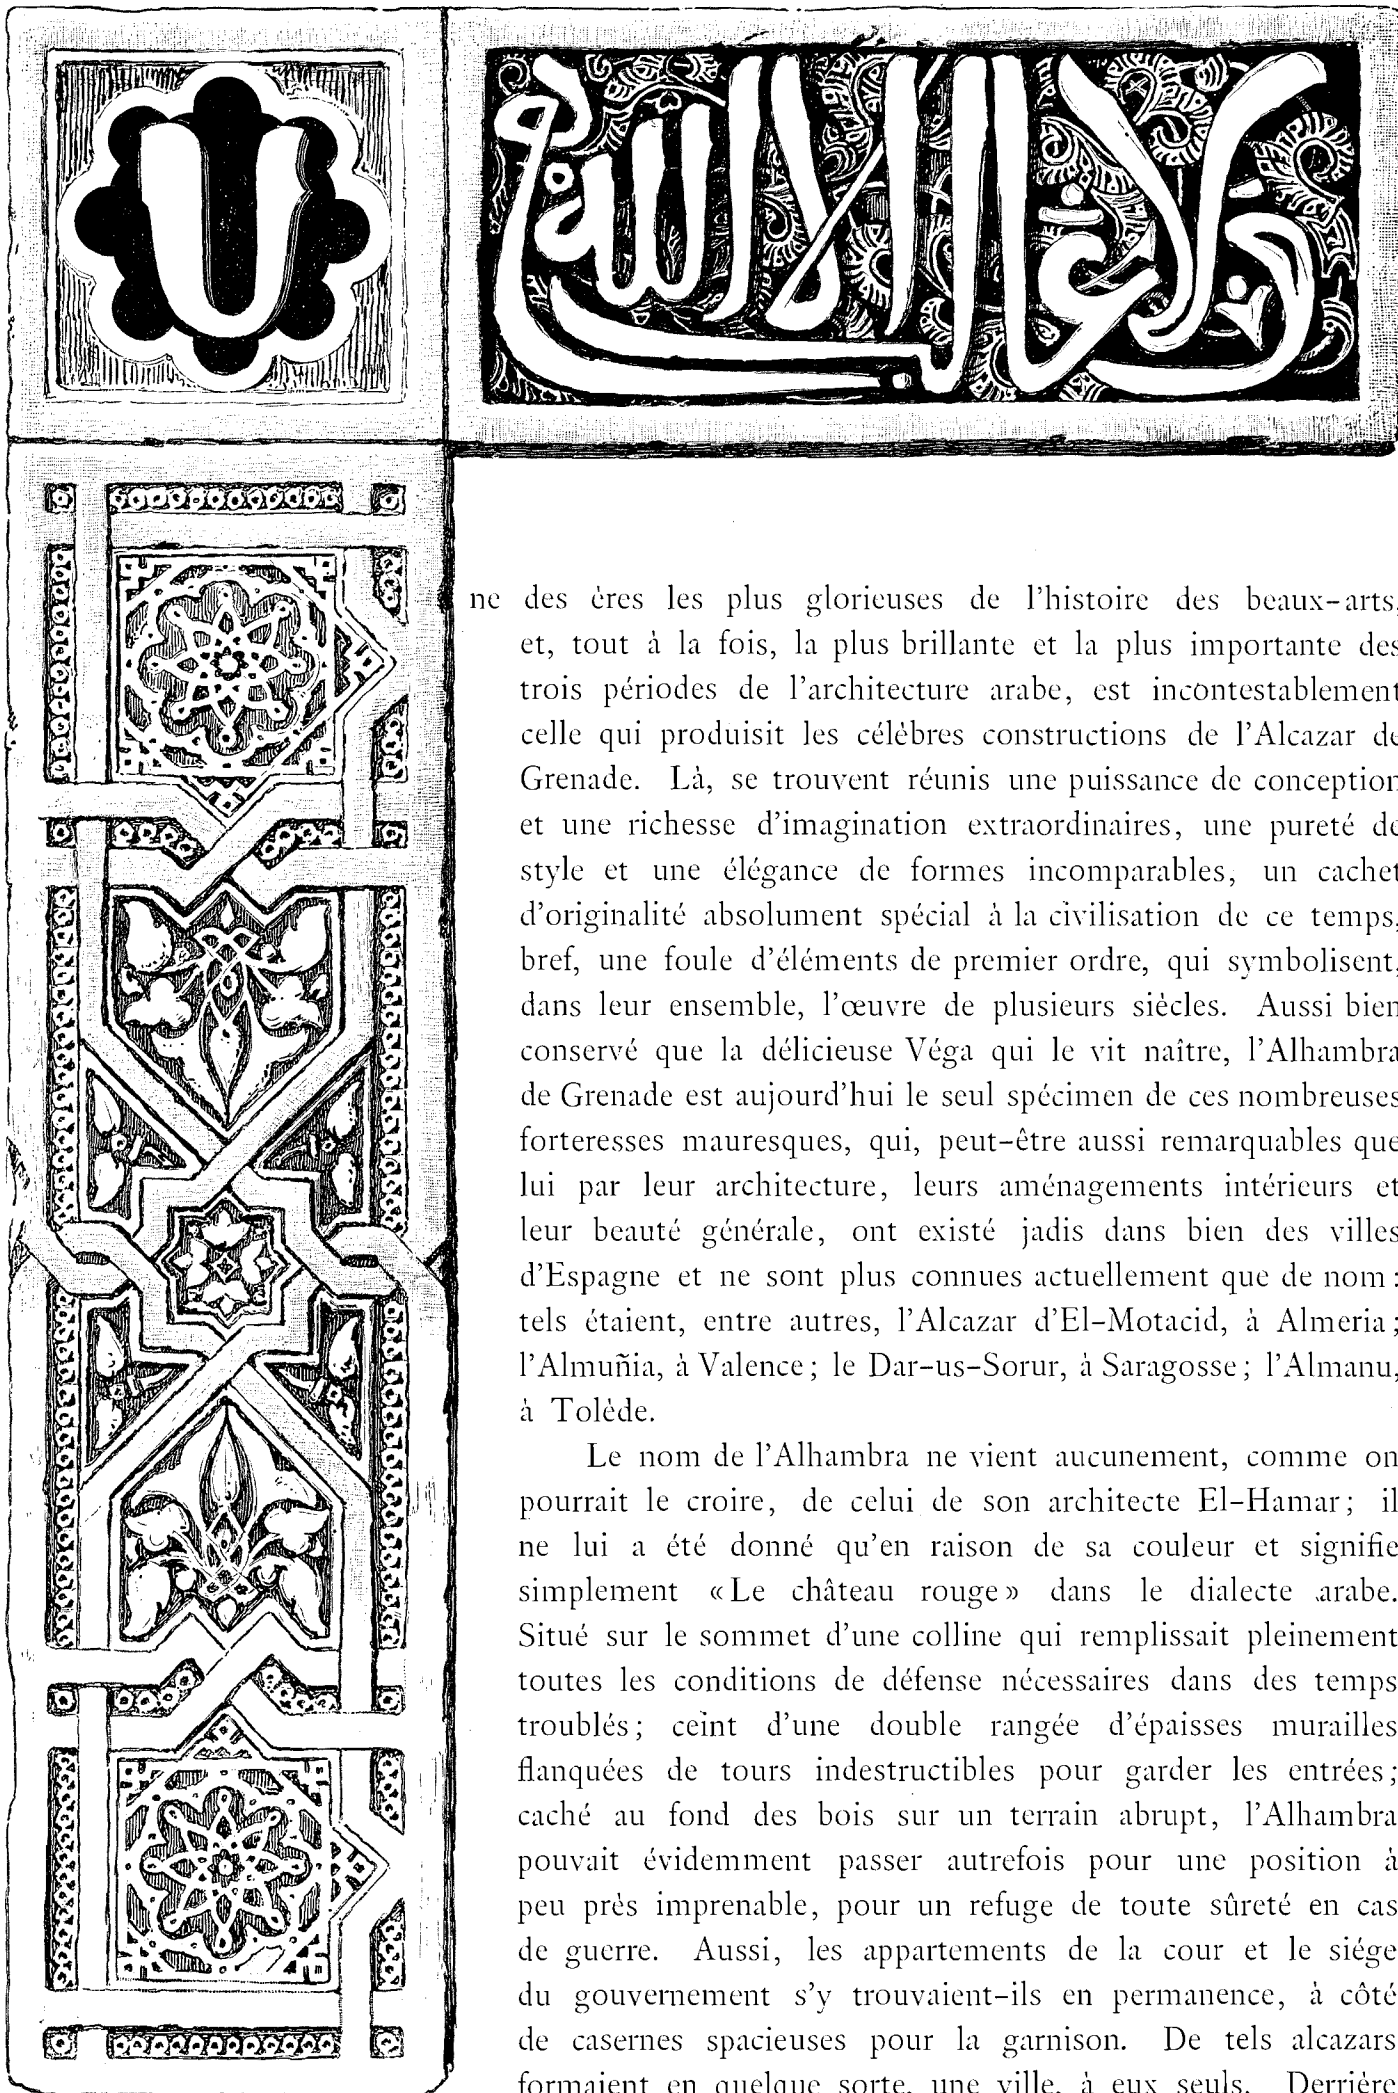 ولا غالب الا الله
U
ne des ères les plus glorieuses de l'histoire des beaux-arts,
et, tout à la fois, la plus brillante et la plus importante des
trois périodes de l'architecture arabe, est incontestablement
celle qui produisit les célèbres constructions de l'Alcazar de
Grenade. Là, se trouvent réunis une puissance de conception
et une richesse d'imagination extraordinaires, une pureté de
style et une élégance de formes incomparables, un cachet
d'originalité absolument spécial à la civilisation de ce temps,
bref, une foule d'éléments de premier ordre, qui symbolisent,
dans leur ensemble, l'œuvre de plusieurs siècles. Aussi bien
conservé que la délicieuse Véga qui le vit naître, l'Alhambra
de Grenade est aujourd'hui le seul spécimen de ces nombreuses
forteresses mauresques, qui, peut-être aussi remarquables que
lui par leur architecture, leurs aménagements intérieurs et
leur beauté générale, ont existé jadis dans bien des villes
d'Espagne et ne sont plus connues actuellement que de nom :
tels étaient, entre autres, l'Alcazar d'El-Motacid, à Almeria ;
l'Almuñia, à Valence ; le Dar-us-Sorur, à Saragosse ; l'Almanu,
à Tolède.
Le nom de l'Alhambra ne vient aucunement, comme on
pourrait le croire, de celui de son architecte El-Hamar ; il
ne lui a été donné qu'en raison de sa couleur et signifie
simplement « Le château rouge » dans le dialecte arabe.
Situé sur le sommet d'une colline qui remplissait pleinement
toutes les conditions de défense nécessaires dans des temps
troublés ; ceint d'une double rangée d'épaisses murailles
flanquées de tours indestructibles pour garder les entrées ;
caché au fond des bois sur un terrain abrupt, l'Alhambra
pouvait évidemment passer autrefois pour une position à
peu près imprenable, pour un refuge de toute sûreté en cas
de guerre. Aussi, les appartements de la cour et le siége
du gouvernement s'y trouvaient-ils en permanence, à côté
de casernes spacieuses pour la garnison. De tels alcazars
formaient en quelque sorte, une ville, à eux seuls. Derrière